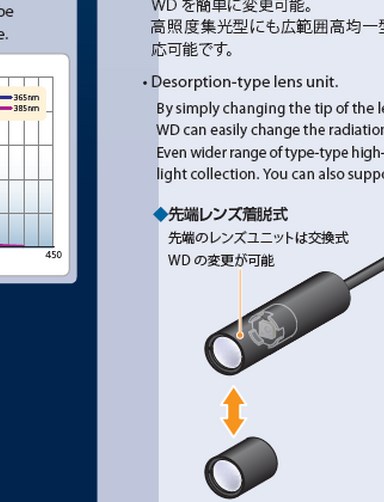 pe
e.
365nm
385nm
450
WD を簡単に変更可能。
高照度集光型にも広範囲高均一型
応可能です。
• Desorption-type lens unit.
By simply changing the tip of the le
WD can easily change the radiation
Even wider range of type-type high-
light collection. You can also suppo
◆先端レンズ着脱式
先端のレンズユニットは交換式
WD の変更が可能